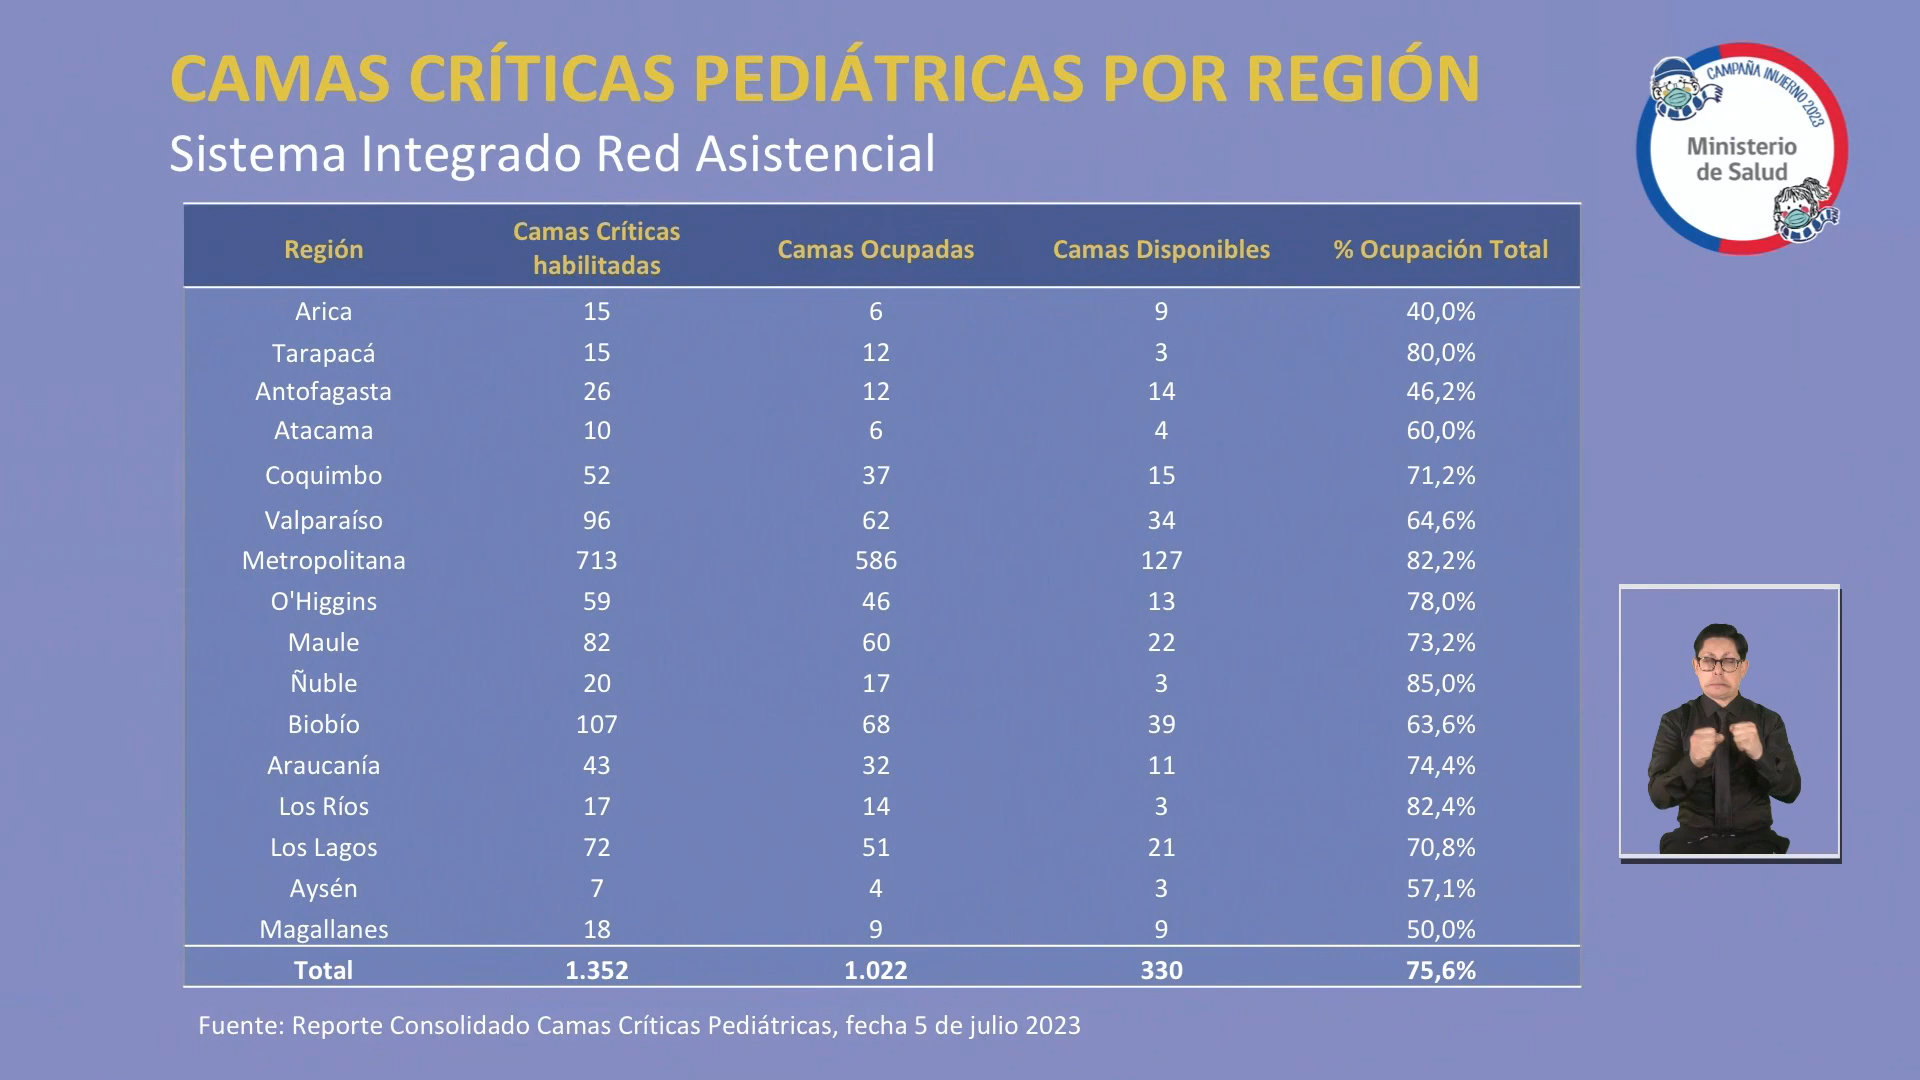 CAMAS CRÍTICAS PEDIÁTRICAS POR REGIÓN
Sistema Integrado Red Asistencial
CAMPAÑA INVIERNO 2023
Ministerio
de Salud
Región Camas Críticas habilitadas Camas Ocupadas Camas Disponibles % Ocupación Total
Arica 15 6 9 40,0%
Tarapacá 15 12 3 80,0%
Antofagasta 26 12 14 46,2%
Atacama 10 6 4 60,0%
Coquimbo 52 37 15 71,2%
Valparaíso 96 62 34 64,6%
Metropolitana 713 586 127 82,2%
O'Higgins 59 46 13 78,0%
Maule 82 60 22 73,2%
Ñuble 20 17 3 85,0%
Biobío 107 68 39 63,6%
Araucanía 43 32 11 74,4%
Los Ríos 17 14 3 82,4%
Los Lagos 72 51 21 70,8%
Aysén 7 4 3 57,1%
Magallanes 18 9 9 50,0%
Total 1.352 1.022 330 75,6%
Fuente: Reporte Consolidado Camas Críticas Pediátricas, fecha 5 de julio 2023